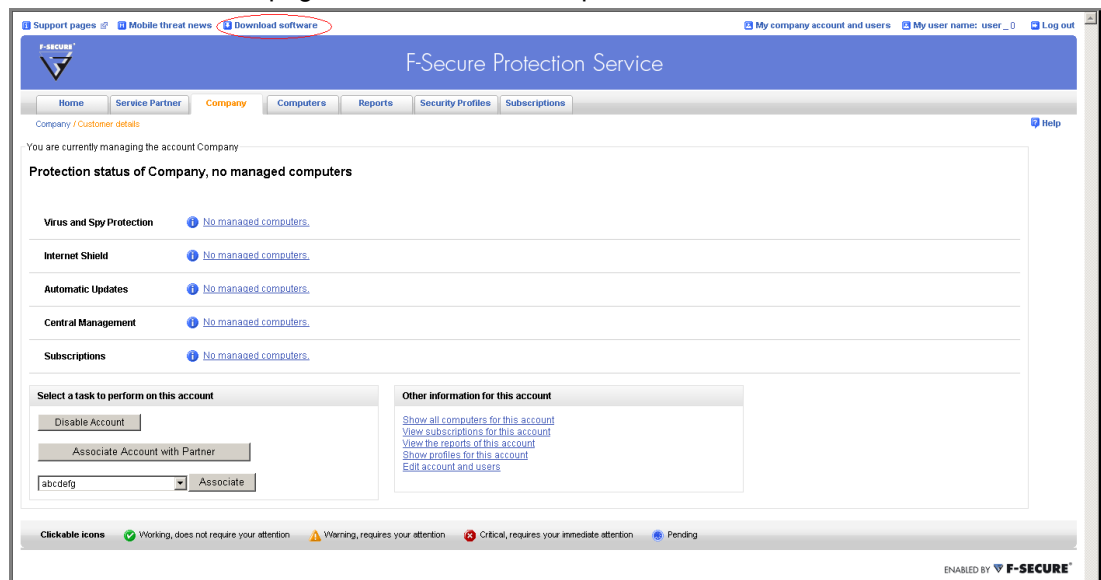 Support pages Mobile threat news Download software My company account and users My user name: user_0 Log out
F-SECURE
F-Secure Protection Service
Home Service Partner Company Computers Reports Security Profiles Subscriptions
Company / Customer details Help
You are currently managing the account Company
Protection status of Company, no managed computers
Virus and Spy Protection No managed computers.
Internet Shield No managed computers.
Automatic Updates No managed computers.
Central Management No managed computers.
Subscriptions No managed computers.
Select a task to perform on this account
Disable Account
Associate Account with Partner
abcdefg Associate
Other information for this account
Show all computers for this account
View subscriptions for this account
View the reports of this account
Show profiles for this account
Edit account and users
Clickable icons Working, does not require your attention Warning, requires your attention Critical, requires your immediate attention Pending
ENABLED BY F-SECURE